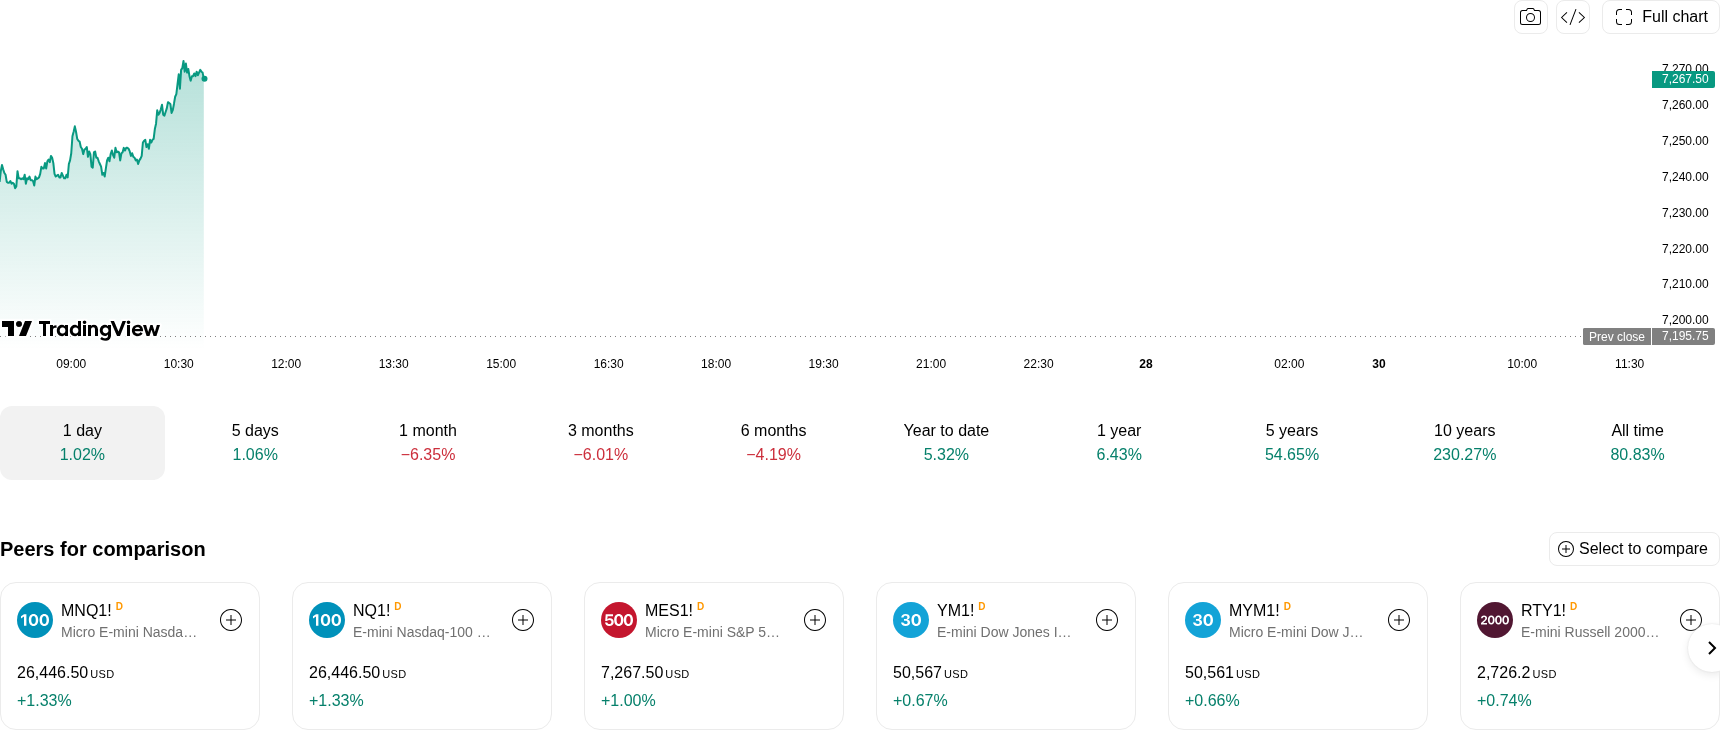 Full chart
7,270.00
7,267.50
7,260.00
7,250.00
7,240.00
7,230.00
7,220.00
7,210.00
7,200.00
TradingView
Prev close 7,195.75
09:00 10:30 12:00 13:30 15:00 16:30 18:00 19:30 21:00 22:30 28 02:00 30 10:00 11:30
1 day 5 days 1 month 3 months 6 months Year to date 1 year 5 years 10 years All time
1.02% 1.06% −6.35% −6.01% −4.19% 5.32% 6.43% 54.65% 230.27% 80.83%
Peers for comparison
Select to compare
100 MNQ1! D
Micro E-mini Nasda…
26,446.50 USD
+1.33%
100 NQ1! D
E-mini Nasdaq-100 …
26,446.50 USD
+1.33%
500 MES1! D
Micro E-mini S&P 5…
7,267.50 USD
+1.00%
30 YM1! D
E-mini Dow Jones I…
50,567 USD
+0.67%
30 MYM1! D
Micro E-mini Dow J…
50,561 USD
+0.66%
2000 RTY1! D
E-mini Russell 2000…
2,726.2 USD
+0.74%